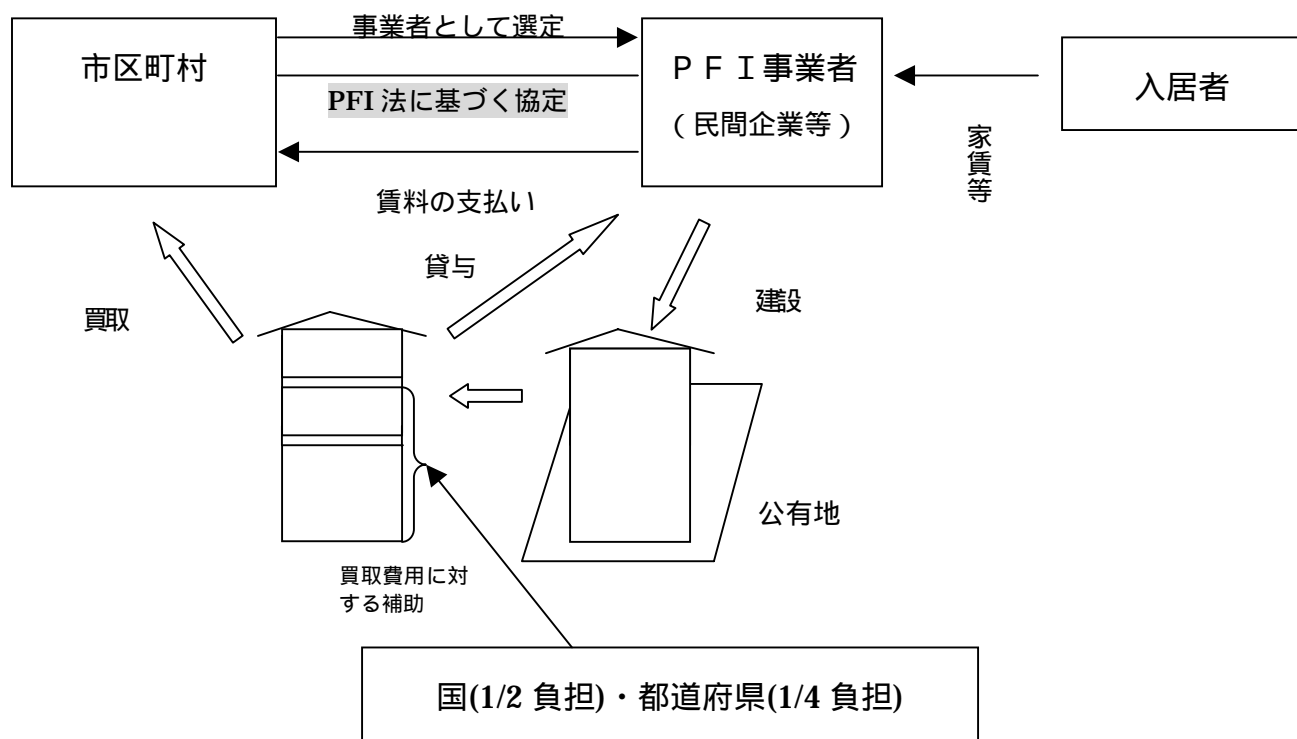 事業者として選定
市区町村
ＰＦＩ事業者
(民間企業等)
入居者
PFI 法に基づく協定
家賃等
賃料の支払い
貸与
買取
建設
公有地
買取費用に対
する補助
国(1/2 負担)・都道府県(1/4 負担)